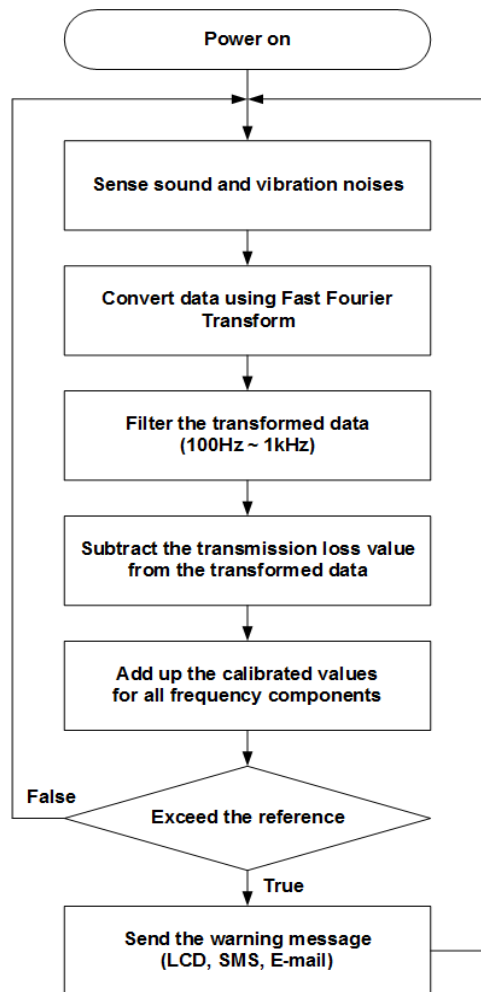 Power on
Sense sound and vibration noises
Convert data using Fast Fourier
Transform
Filter the transformed data
(100Hz ~ 1kHz)
Subtract the transmission loss value
from the transformed data
Add up the calibrated values
for all frequency components
False
Exceed the reference
True
Send the warning message
(LCD, SMS, E-mail)